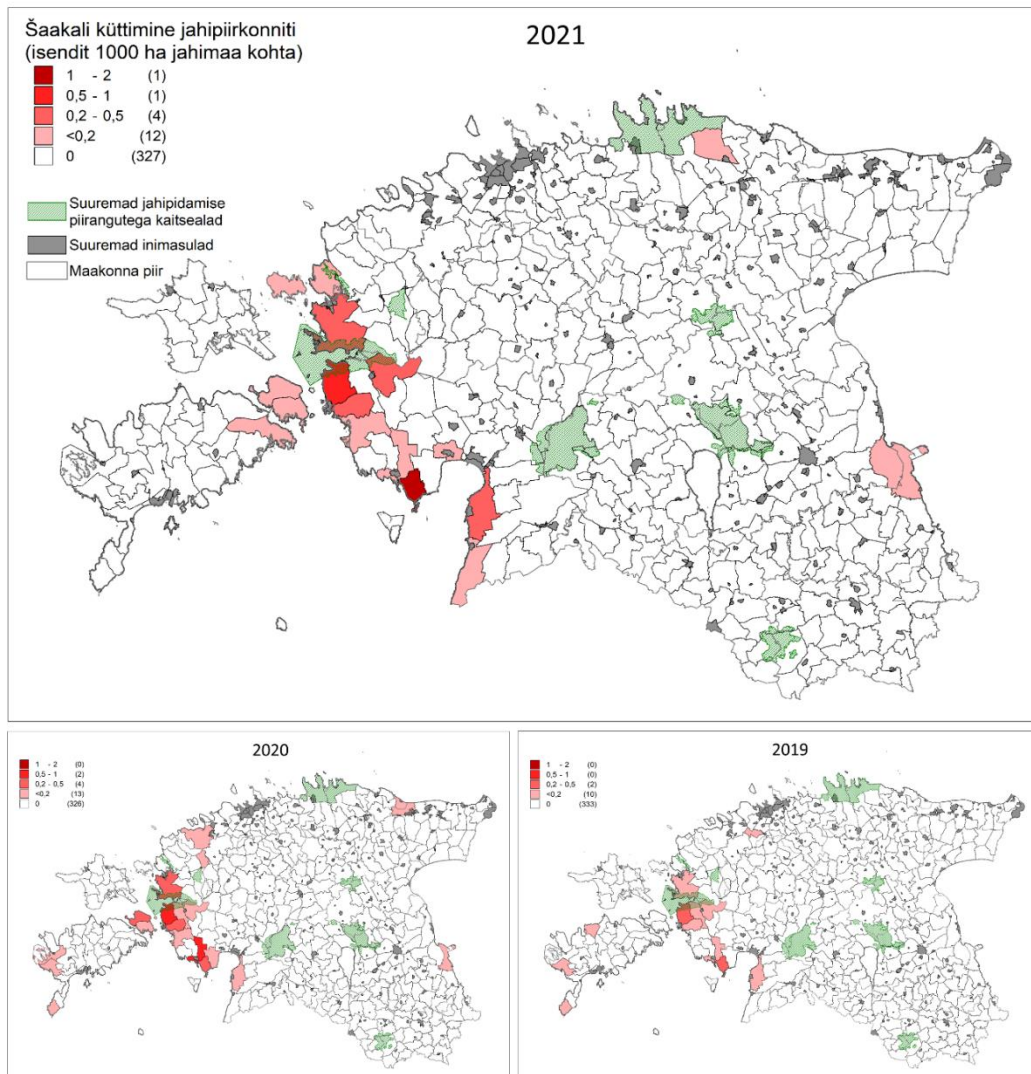 Šaakali küttimine jahipiirkonniti
(isendit 1000 ha jahimaa kohta)
1 - 2 (1)
0,5 - 1 (1)
0,2 - 0,5 (4)
<0,2 (12)
0 (327)
Suuremad jahipidamise
piirangutega kaitsealad
Suuremad inimasulad
Maakonna piir
2021
2020
1 - 2 (0)
0,5 - 1 (2)
0,2 - 0,5 (4)
<0,2 (13)
0 (326)
2019
1 - 2 (0)
0,5 - 1 (0)
0,2 - 0,5 (2)
<0,2 (10)
0 (333)